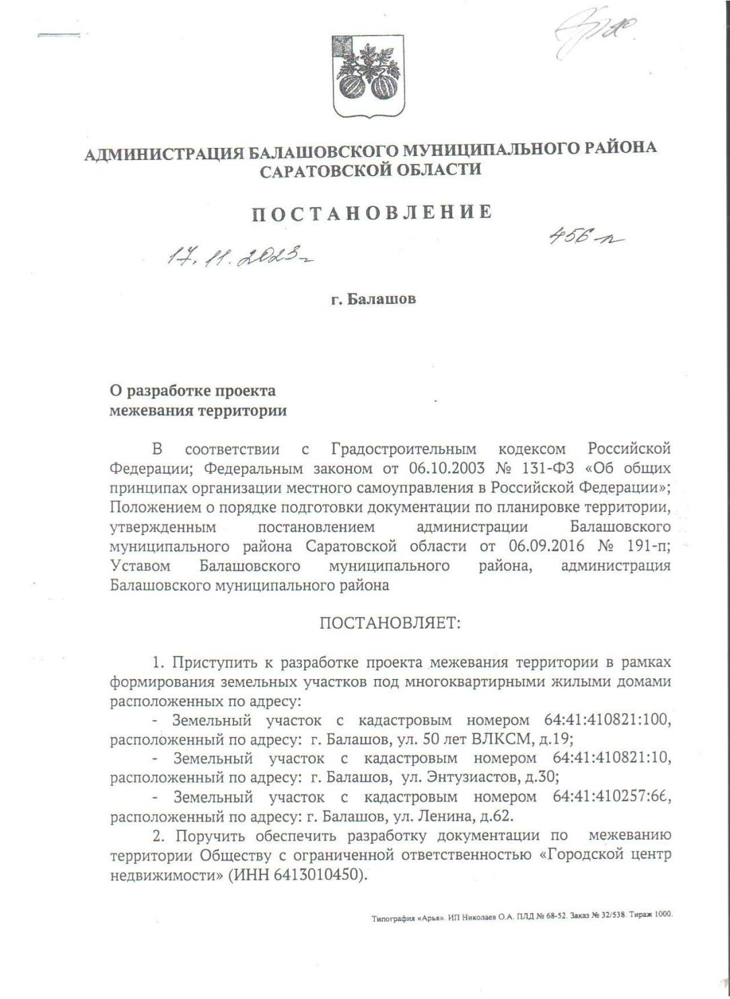 АДМИНИСТРАЦИЯ БАЛАШОВСКОГО МУНИЦИПАЛЬНОГО РАЙОНА
САРАТОВСКОЙ ОБЛАСТИ
ПОСТАНОВЛЕНИЕ
456-п
17.11.2023г
г. Балашов
О разработке проекта
межевания территории
В соответствии с Градостроительным кодексом Российской
Федерации; Федеральным законом от 06.10.2003 № 131-ФЗ «Об общих
принципах организации местного самоуправления в Российской Федерации»;
Положением о порядке подготовки документации по планировке территории,
утвержденным постановлением администрации Балашовского
муниципального района Саратовской области от 06.09.2016 № 191-п;
Уставом Балашовского муниципального района, администрация
Балашовского муниципального района
ПОСТАНОВЛЯЕТ:
1. Приступить к разработке проекта межевания территории в рамках
формирования земельных участков под многоквартирными жилыми домами
расположенных по адресу:
- Земельный участок с кадастровым номером 64:41:410821:100,
расположенный по адресу: г. Балашов, ул. 50 лет ВЛКСМ, д.19;
- Земельный участок с кадастровым номером 64:41:410821:10,
расположенный по адресу: г. Балашов, ул. Энтузиастов, д.30;
- Земельный участок с кадастровым номером 64:41:410257:66,
расположенный по адресу: г. Балашов, ул. Ленина, д.62.
2. Поручить обеспечить разработку документации по межеванию
территории Обществу с ограниченной ответственностью «Городской центр
недвижимости» (ИНН 6413010450).
Типография «Арья». ИП Николаев О.А. ПЛД № 68-52. Заказ № 32/538. Тираж 1000.